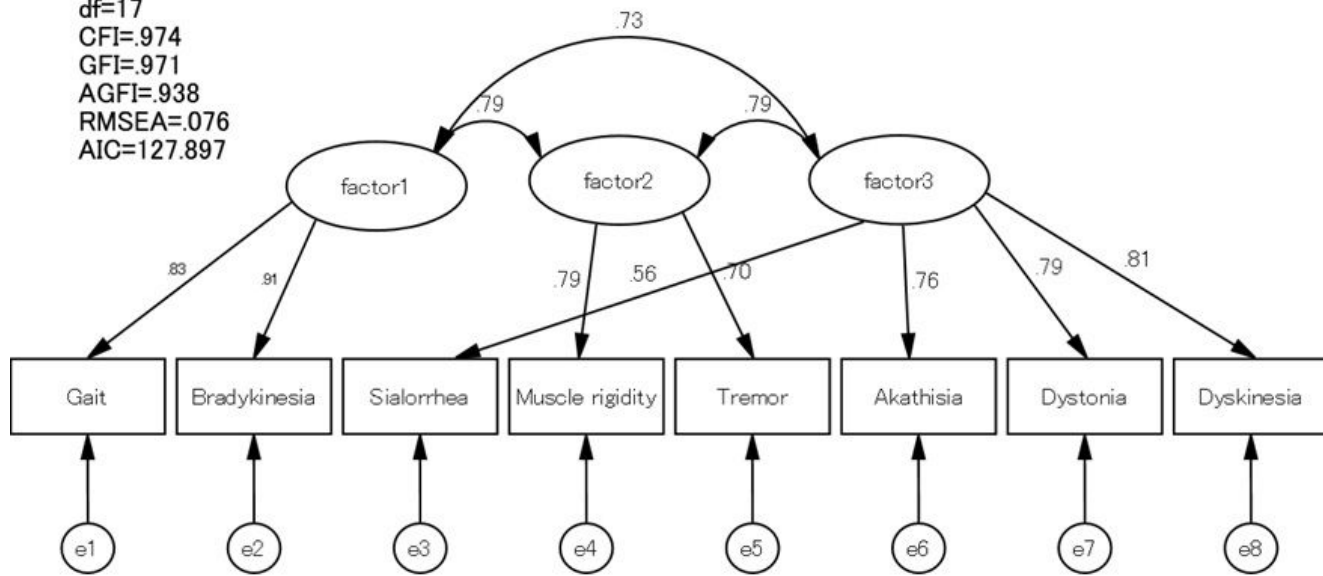 df=17
CFI=.974
GFI=.971
AGFI=.938
RMSEA=.076
AIC=127.897
.73
.79
.79
factor1
factor2
factor3
.83
.91
.79
.56
.70
.76
.79
.81
Gait
Bradykinesia
Sialorrhea
Muscle rigidity
Tremor
Akathisia
Dystonia
Dyskinesia
e1
e2
e3
e4
e5
e6
e7
e8